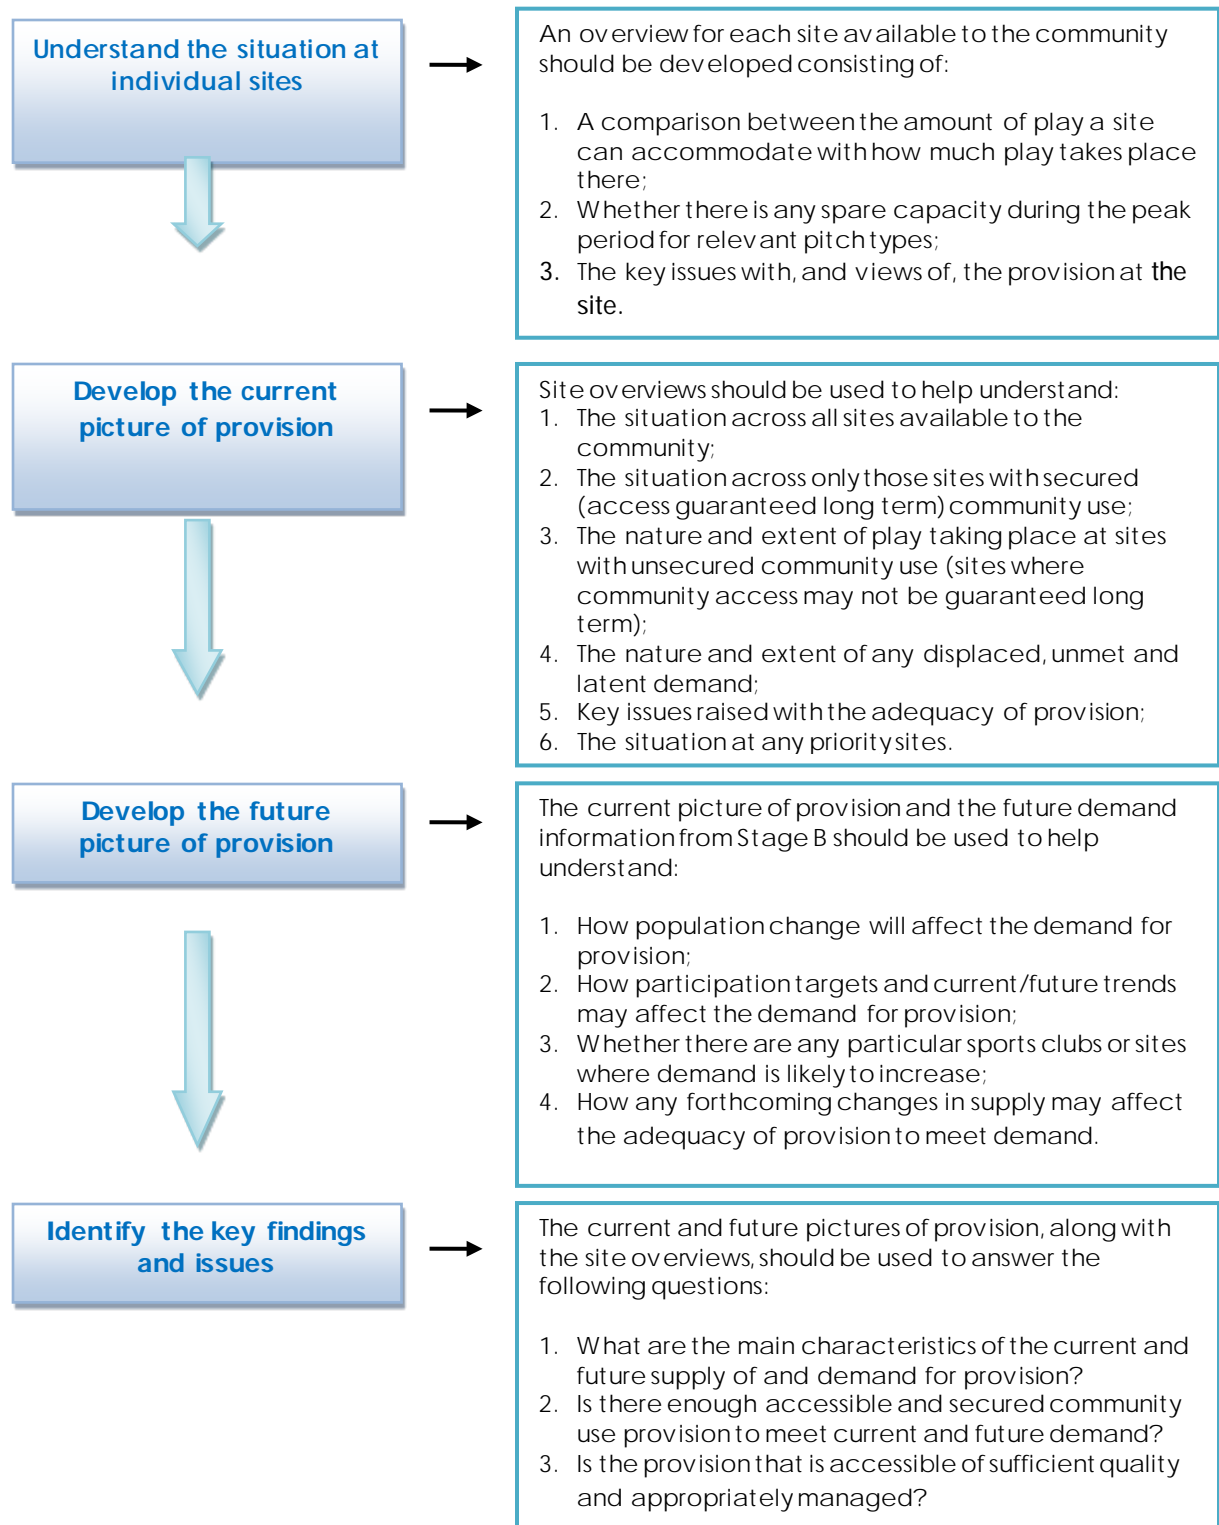 Understand the situation at
individual sites
An overview for each site available to the community
should be developed consisting of:
1. A comparison between the amount of play a site
can accommodate with how much play takes place
there;
2. Whether there is any spare capacity during the peak
period for relevant pitch types;
3. The key issues with, and views of, the provision at the
site.
Develop the current
picture of provision
Site overviews should be used to help understand:
1. The situation across all sites available to the
community;
2. The situation across only those sites with secured
(access guaranteed long term) community use;
3. The nature and extent of play taking place at sites
with unsecured community use (sites where
community access may not be guaranteed long
term);
4. The nature and extent of any displaced, unmet and
latent demand;
5. Key issues raised with the adequacy of provision;
6. The situation at any priority sites.
Develop the future
picture of provision
The current picture of provision and the future demand
information from Stage B should be used to help
understand:
1. How population change will affect the demand for
provision;
2. How participation targets and current/future trends
may affect the demand for provision;
3. Whether there are any particular sports clubs or sites
where demand is likely to increase;
4. How any forthcoming changes in supply may affect
the adequacy of provision to meet demand.
Identify the key findings
and issues
The current and future pictures of provision, along with
the site overviews, should be used to answer the
following questions:
1. What are the main characteristics of the current and
future supply of and demand for provision?
2. Is there enough accessible and secured community
use provision to meet current and future demand?
3. Is the provision that is accessible of sufficient quality
and appropriately managed?